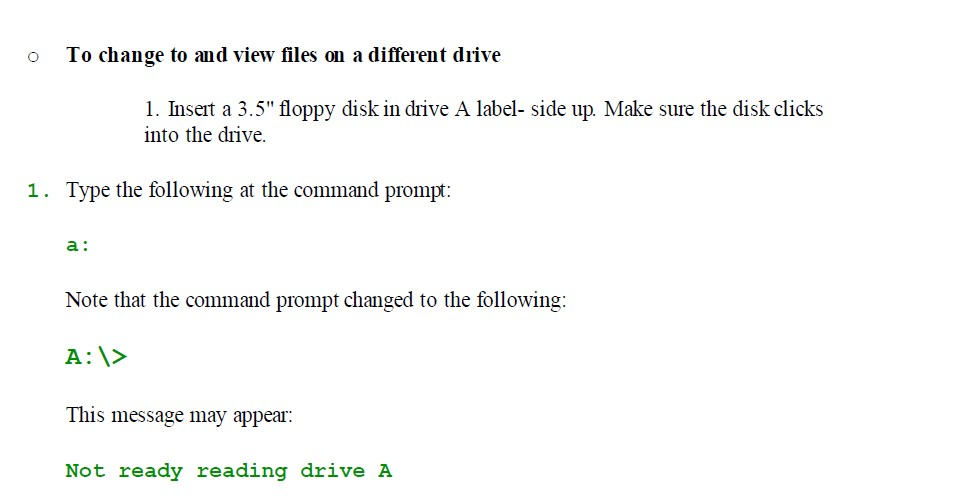 ○ To change to and view files on a different drive
1. Insert a 3.5" floppy disk in drive A label- side up. Make sure the disk clicks
into the drive.
1. Type the following at the command prompt:
a:
Note that the command prompt changed to the following:
A:\>
This message may appear:
Not ready reading drive A